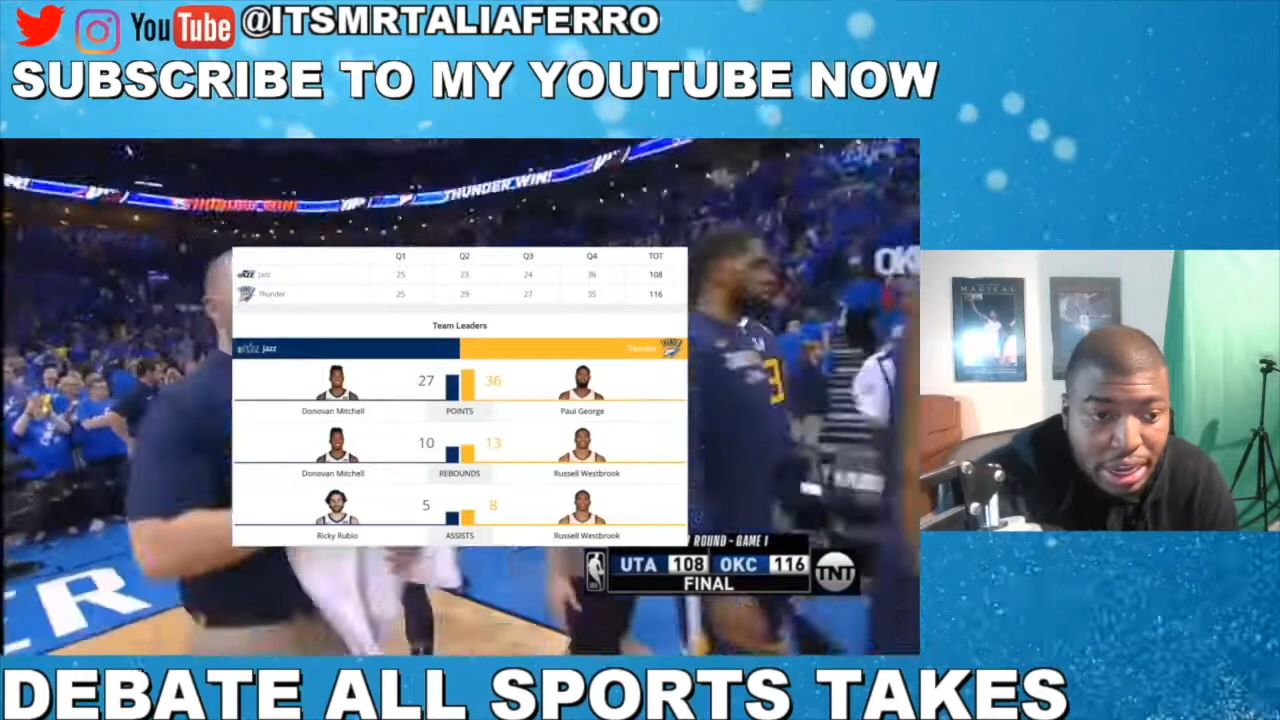 YouTube @ITSMRTALIAFERRO
SUBSCRIBE TO MY YOUTUBE NOW
THUNDER WIN!
MAGICAL
Q1 Q2 Q3 Q4 TOT
Jazz 25 23 24 36 108
Thunder 25 29 27 35 116
Team Leaders
Jazz Thunder
27 36
Donovan Mitchell POINTS Paul George
10 13
Donovan Mitchell REBOUNDS Russell Westbrook
5 8
Ricky Rubio ASSISTS Russell Westbrook
ROUND - GAME 1
UTA 108 OKC 116
FINAL
TNT
DEBATE ALL SPORTS TAKES